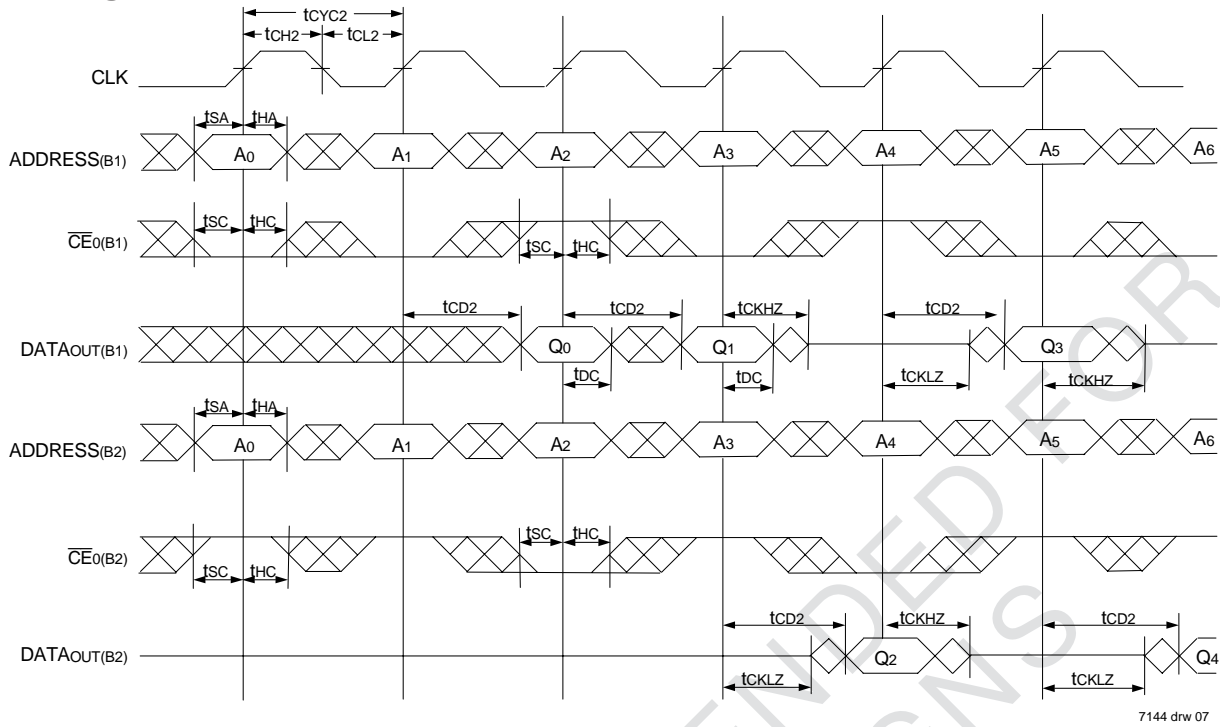 tCYC2
tCH2 tCL2
CLK
tSA tHA
ADDRESS(B1) A0 A1 A2 A3 A4 A5 A6
tSC tHC
CE0(B1) tSC tHC
tCD2 tCD2 tCKHZ tCD2
DATAOUT(B1) Q0 Q1 Q3
tDC tDC tCKLZ tCKHZ
tSA tHA
ADDRESS(B2) A0 A1 A2 A3 A4 A5 A6
tSC tHC
CE0(B2)
tSC tHC
tCD2 tCKHZ tCD2
DATAOUT(B2) Q2 Q4
tCKLZ tCKLZ
7144 drw 07
ENDED FOR